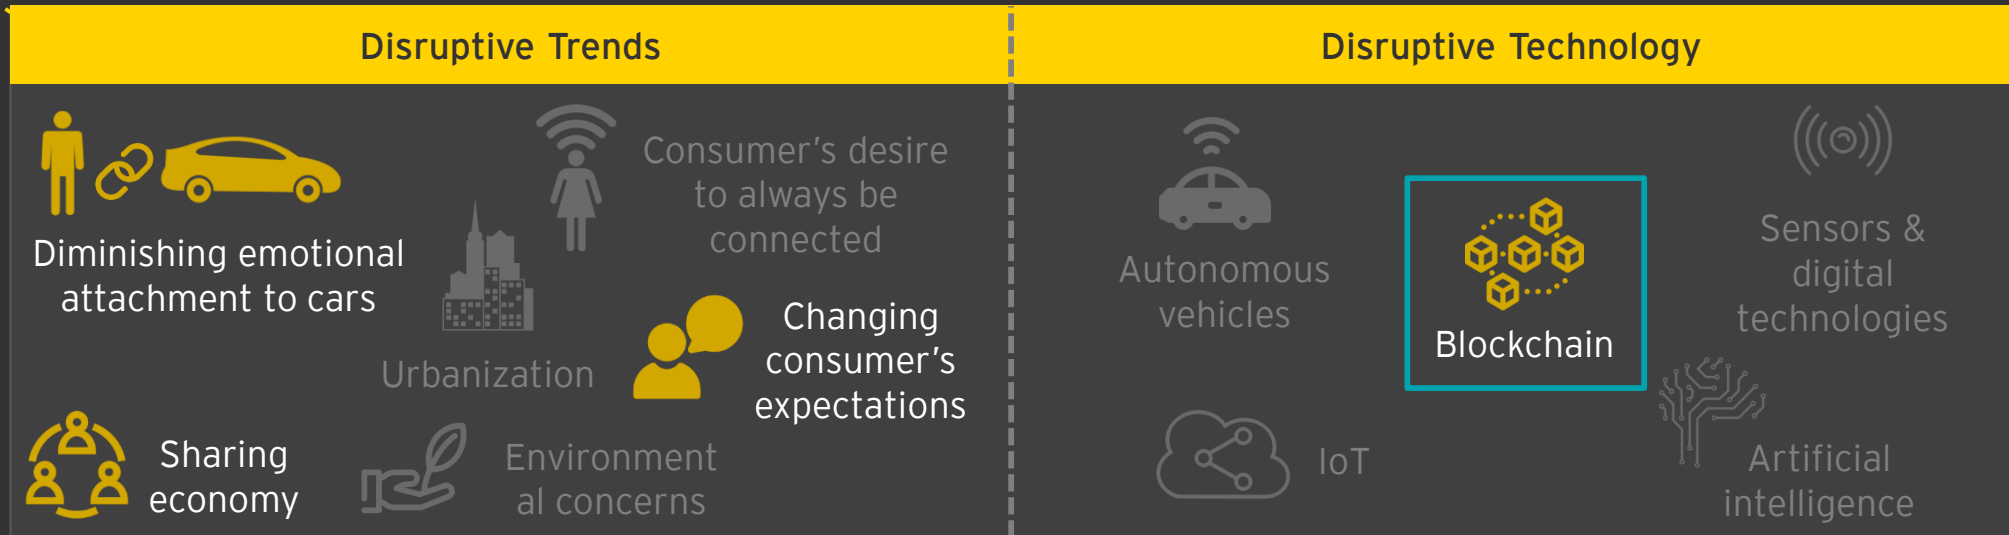 Disruptive Trends
Disruptive Technology
Diminishing emotional
attachment to cars
Consumer's desire
to always be
connected
Urbanization
Changing
consumer's
expectations
Sharing
economy
Environment
al concerns
Autonomous
vehicles
Blockchain
Sensors &
digital
technologies
IoT
Artificial
intelligence